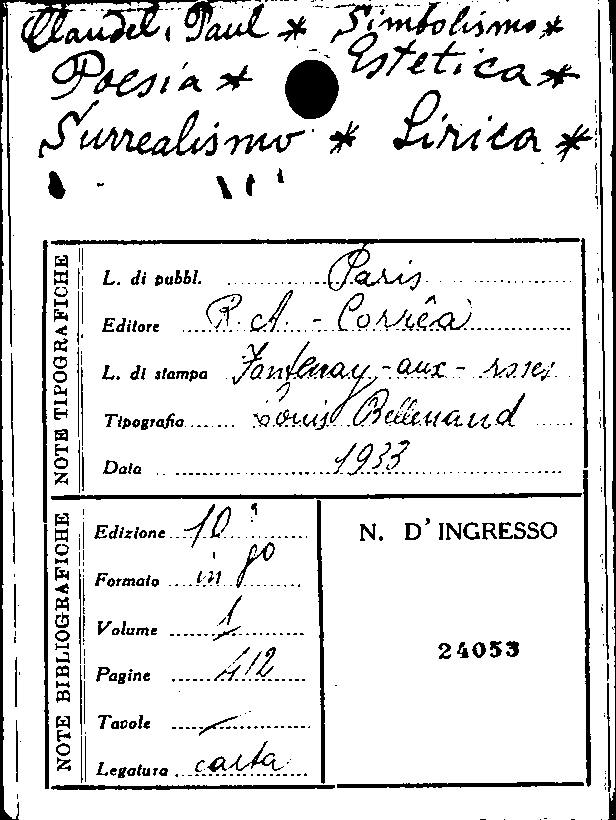 Claudel, Paul * Simbolismo *
Poesia * Estetica *
Surrealismo * Lirica *
NOTE TIPOGRAFICHE
L. di pubbl. Paris
Editore R. A. - Corrêa
L. di stampa Fontenay-aux-roses
Tipografia Louis Bellenand
Data 1933
NOTE BIBLIOGRAFICHE
Edizione 10ª
Formato in 8º
Volume 1
Pagine 412
Tavole /
Legatura carta
N. D'INGRESSO
24053